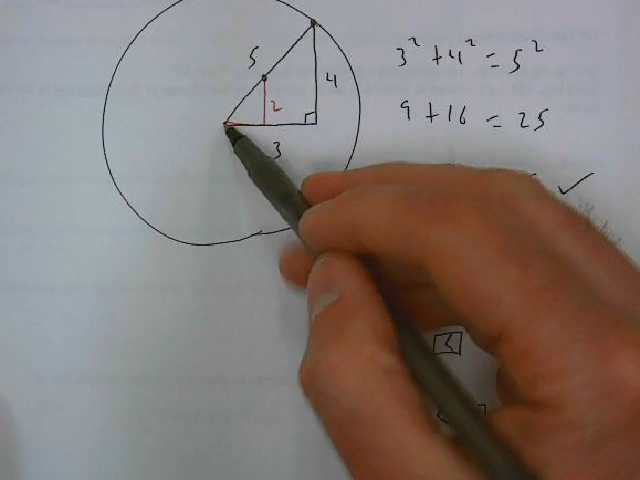 5
4
2
3
3² + 4² = 5²
9 + 16 = 25